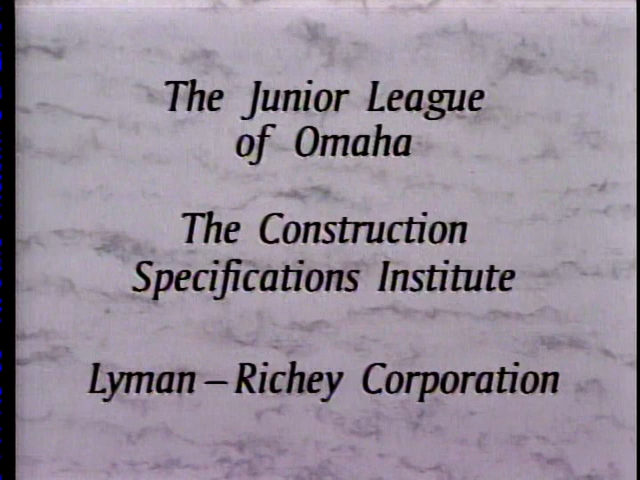 The Junior League
of Omaha
The Construction
Specifications Institute
Lyman – Richey Corporation